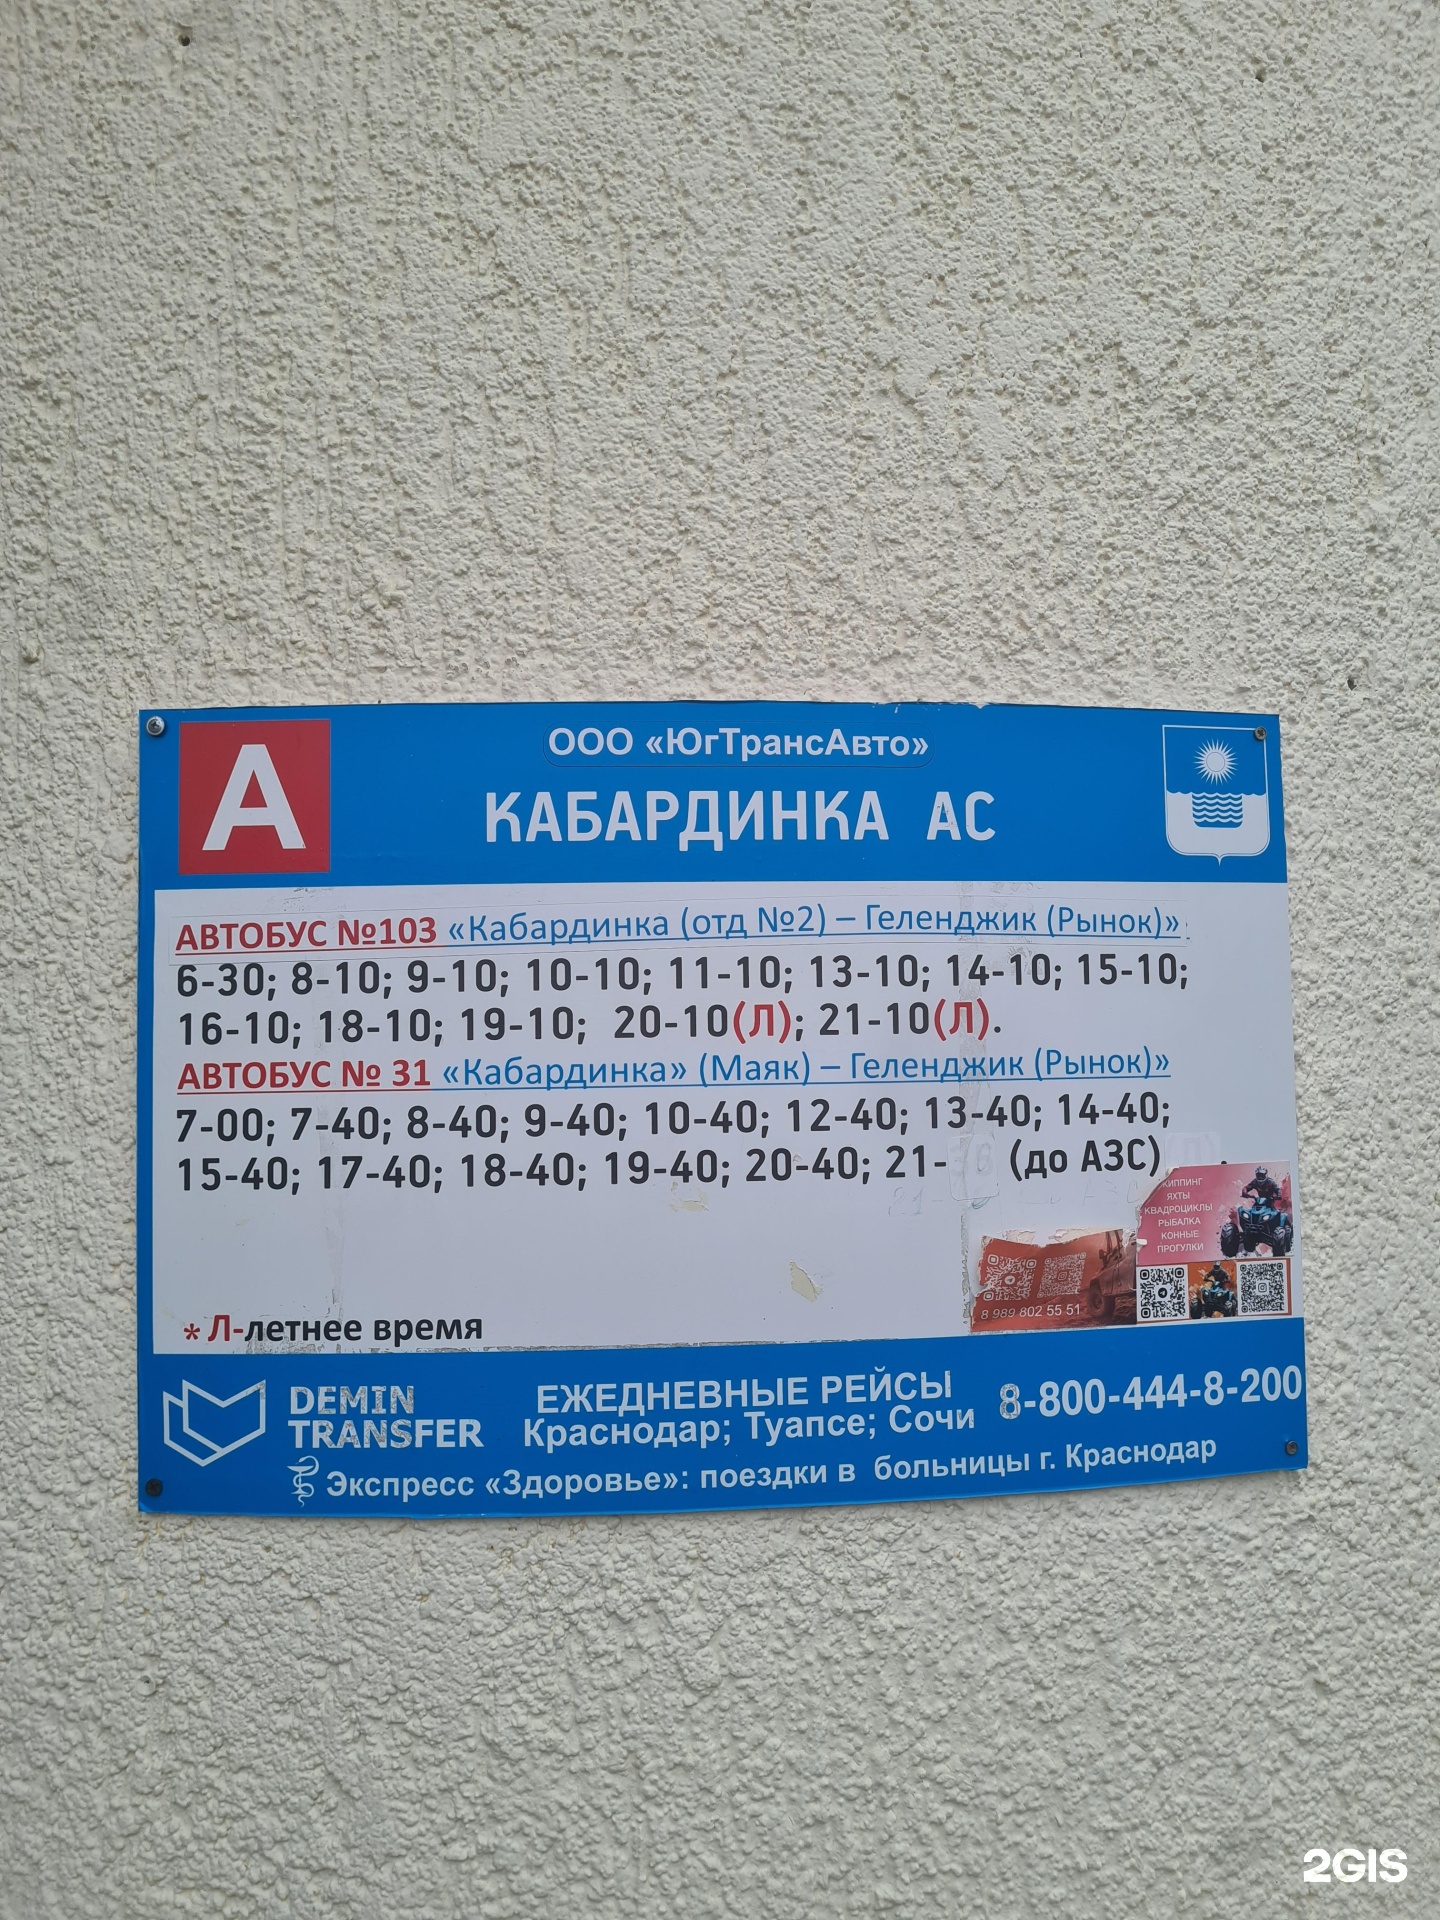 А
ООО «ЮгТрансАвто»
КАБАРДИНКА АС
АВТОБУС №103 «Кабардинка (отд №2) – Геленджик (Рынок)»:
6-30; 8-10; 9-10; 10-10; 11-10; 13-10; 14-10; 15-10;
16-10; 18-10; 19-10; 20-10(Л); 21-10(Л).
АВТОБУС № 31 «Кабардинка» (Маяк) – Геленджик (Рынок)»
7-00; 7-40; 8-40; 9-40; 10-40; 12-40; 13-40; 14-40;
15-40; 17-40; 18-40; 19-40; 20-40; 21- (до АЗС) .
ЯХТЫ
КВАДРОЦИКЛЫ
РЫБАЛКА
КОННЫЕ
ПРОГУЛКИ
8 989 802 55 51
* Л-летнее время
DEMIN
TRANSFER
ЕЖЕДНЕВНЫЕ РЕЙСЫ
Краснодар; Туапсе; Сочи
8-800-444-8-200
Экспресс «Здоровье»: поездки в больницы г. Краснодар
2GIS